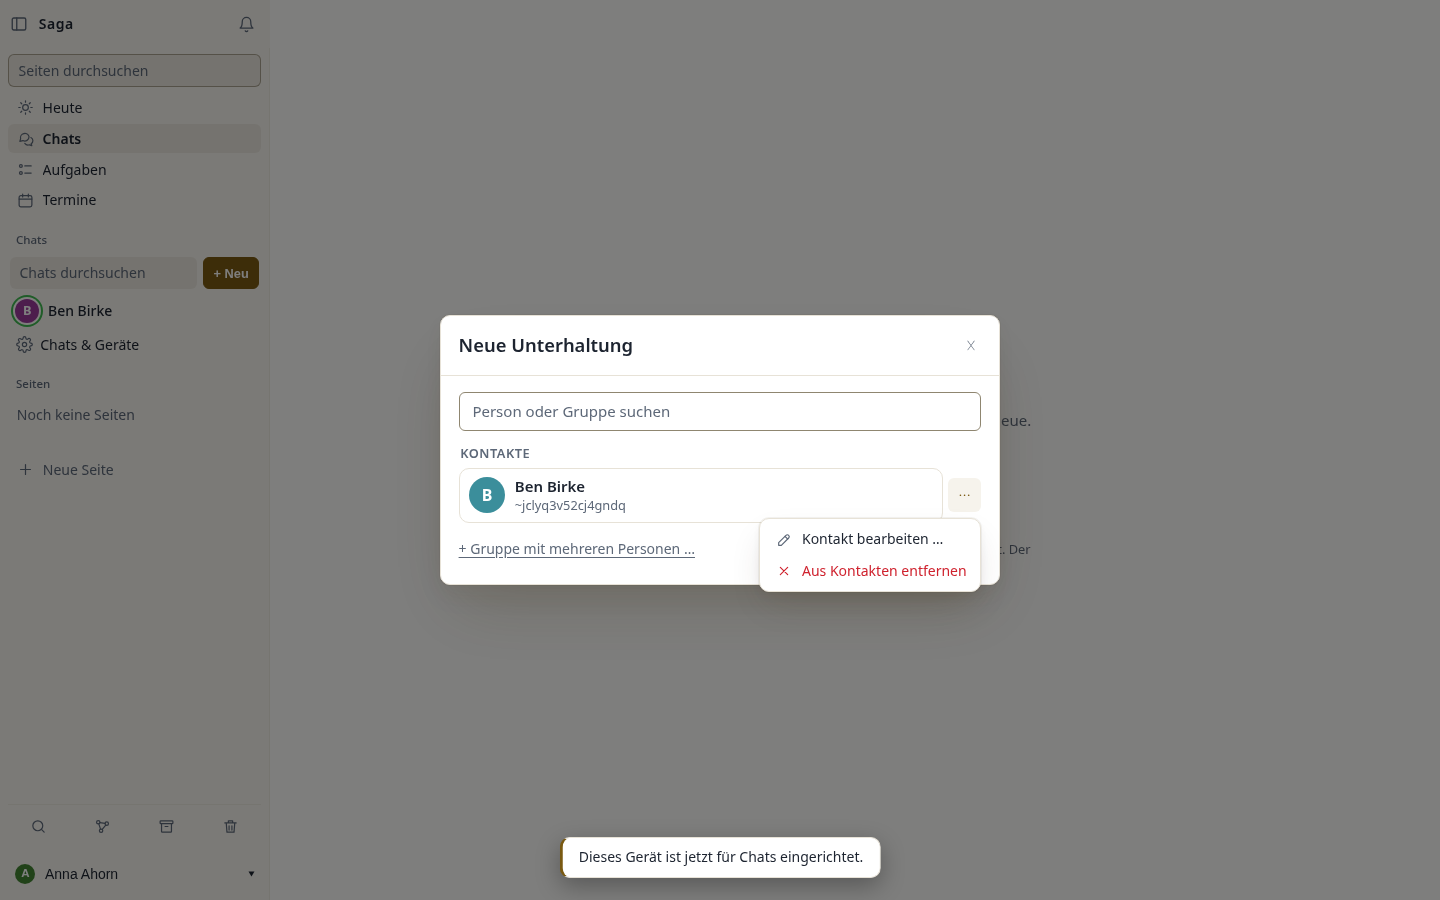 Saga
Seiten durchsuchen
Heute
Chats
Aufgaben
Termine
Chats
Chats durchsuchen
+ Neu
B
Ben Birke
Chats & Geräte
Seiten
Noch keine Seiten
Neue Seite
A
Anna Ahorn
Neue Unterhaltung
Person oder Gruppe suchen
KONTAKTE
B
Ben Birke
~jclyq3v52cj4gndq
...
+ Gruppe mit mehreren Personen ...
Kontakt bearbeiten ...
Aus Kontakten entfernen
eue.
. Der
Dieses Gerät ist jetzt für Chats eingerichtet.